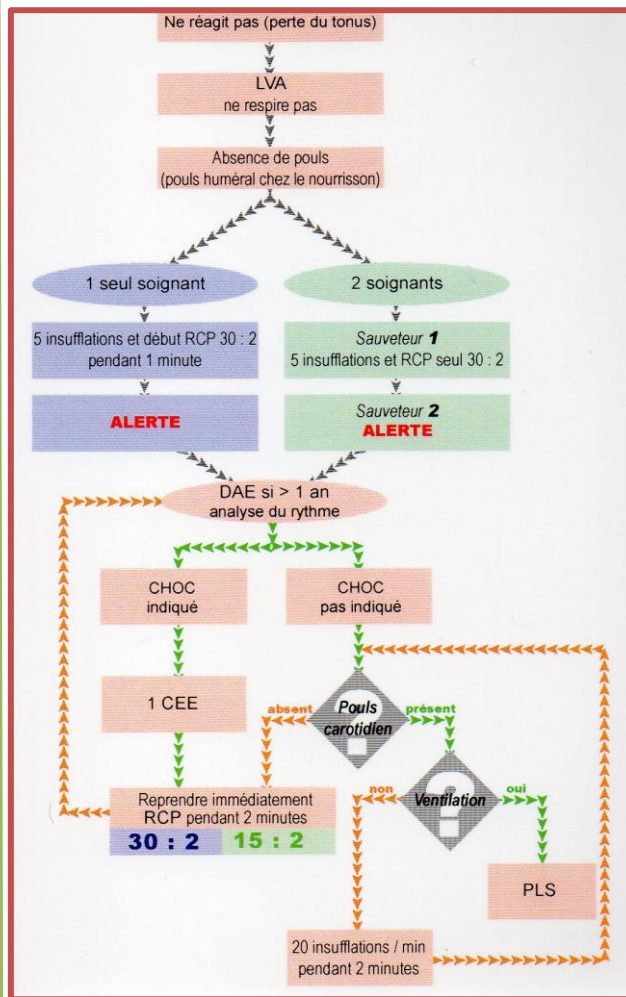 Ne réagit pas (perte du tonus)
LVA
ne respire pas
Absence de pouls
(pouls huméral chez le nourrisson)
1 seul soignant
2 soignants
5 insufflations et début RCP 30 : 2
pendant 1 minute
Sauveteur 1
5 insufflations et RCP seul 30 : 2
ALERTE
Sauveteur 2
ALERTE
DAE si > 1 an
analyse du rythme
CHOC
indiqué
CHOC
pas indiqué
1 CEE
absent
?
Pouls
carotidien
présent
Reprendre immédiatement
RCP pendant 2 minutes
30 : 2 15 : 2
non
?
Ventilation
oui
PLS
20 insufflations / min
pendant 2 minutes